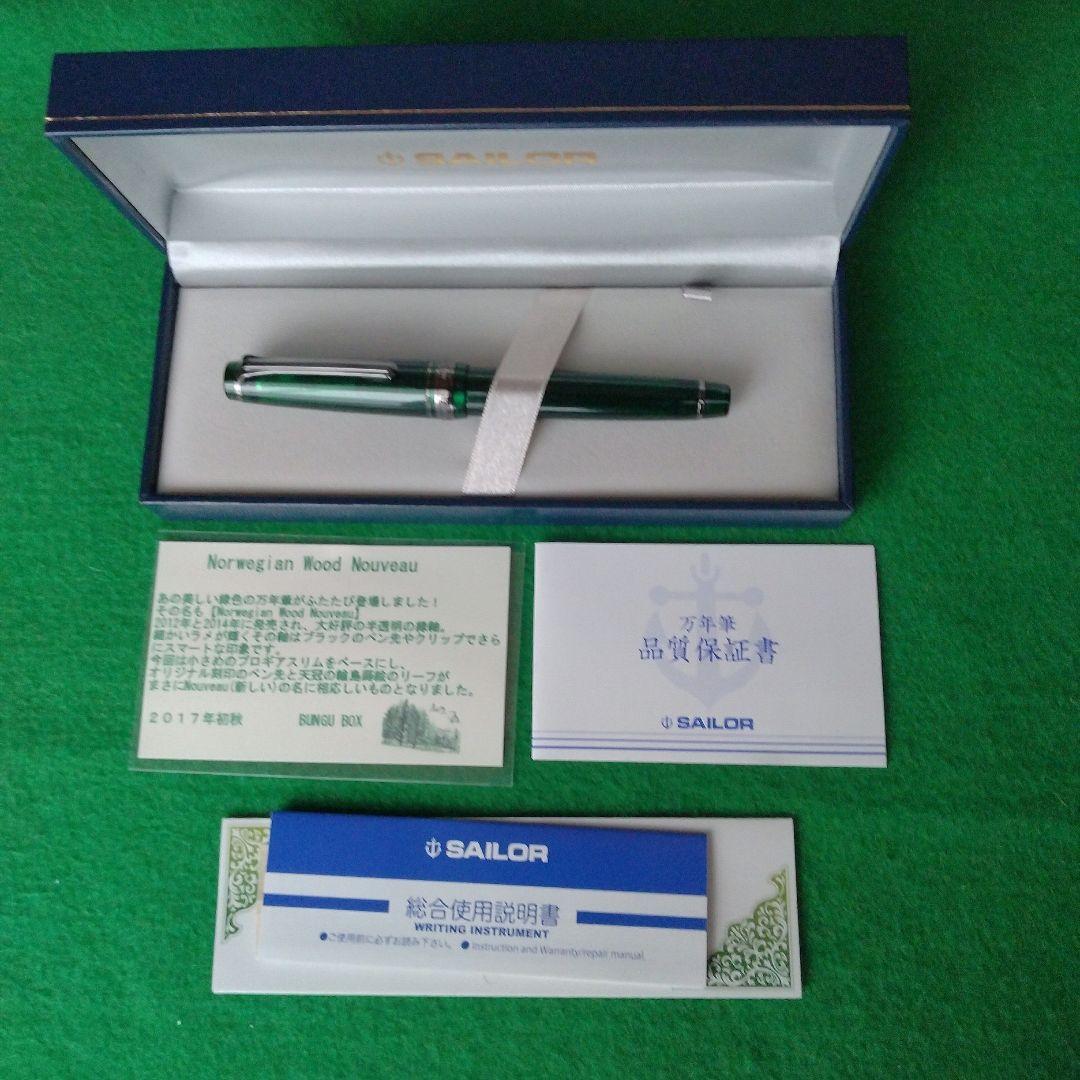 SAILOR
Norwegian Wood Nouveau
あの美しい緑色の万年筆がふたたび登場しました！
その名も【Norwegian Wood Nouveau】
2012年と2014年に発売され、大好評の半透明の緑軸。
細かいラメが輝くその軸はブラックのペン先やクリップでさら
にスマートな印象です。
今回は小さめのプロギアスリムをベースにし、
オリジナル刻印のペン先と天冠の輪島蒔絵のリーフが
まさにNouveau(新しい)の名に相応しいものとなりました。
2017年初秋 BUNGU BOX
万年筆
品質保証書
SAILOR
SAILOR
総合使用説明書
WRITING INSTRUMENT
●ご使用前に必ずお読み下さい。 ● Instruction and Warranty/repair manual.